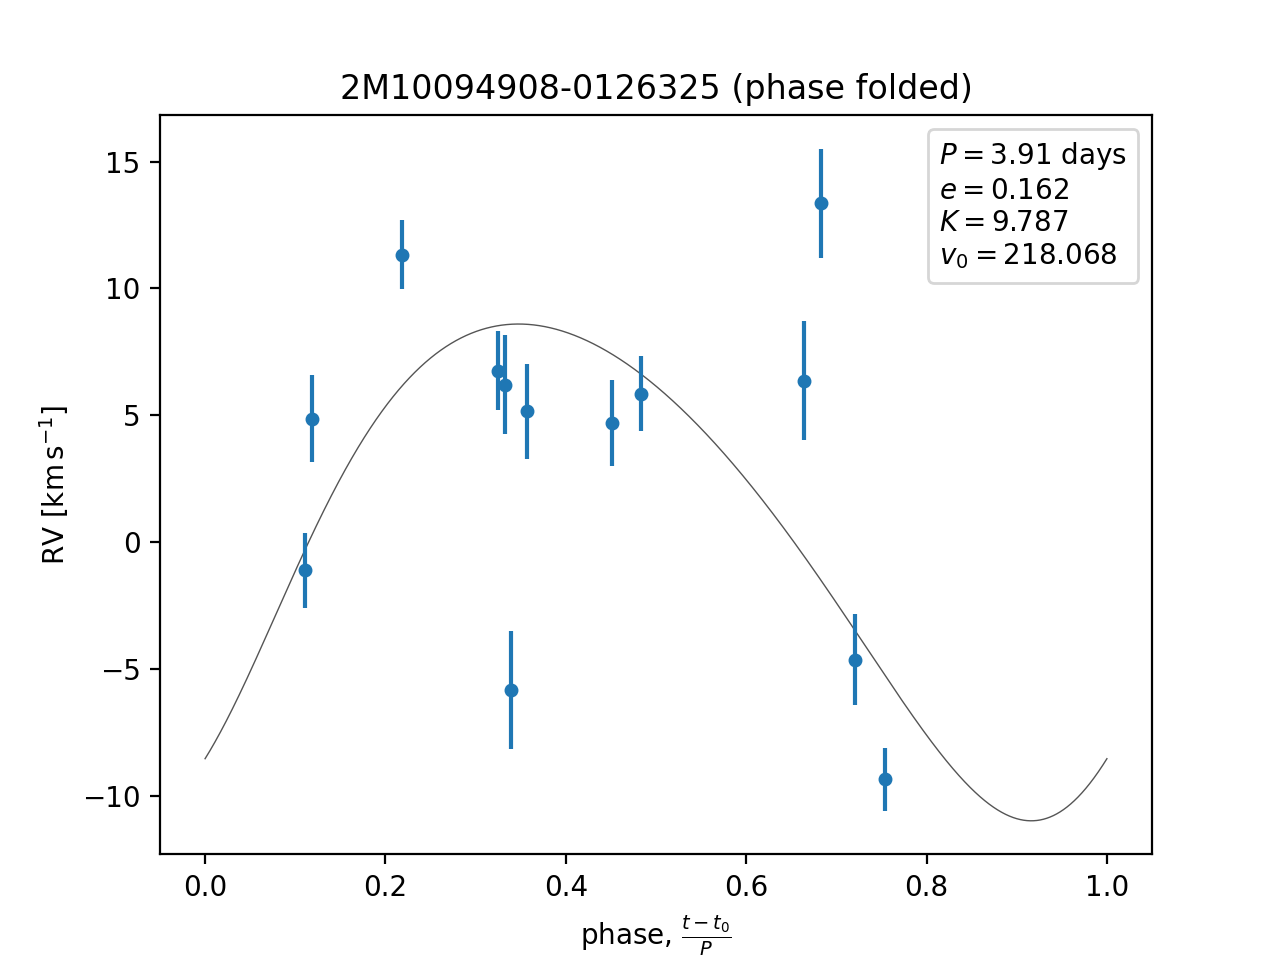 2M10094908-0126325 (phase folded)
P = 3.91 days
e = 0.162
K = 9.787
v₀ = 218.068
RV [km s⁻¹]
15
10
5
0
−5
−10
0.0 0.2 0.4 0.6 0.8 1.0
phase, (t − t₀)/P